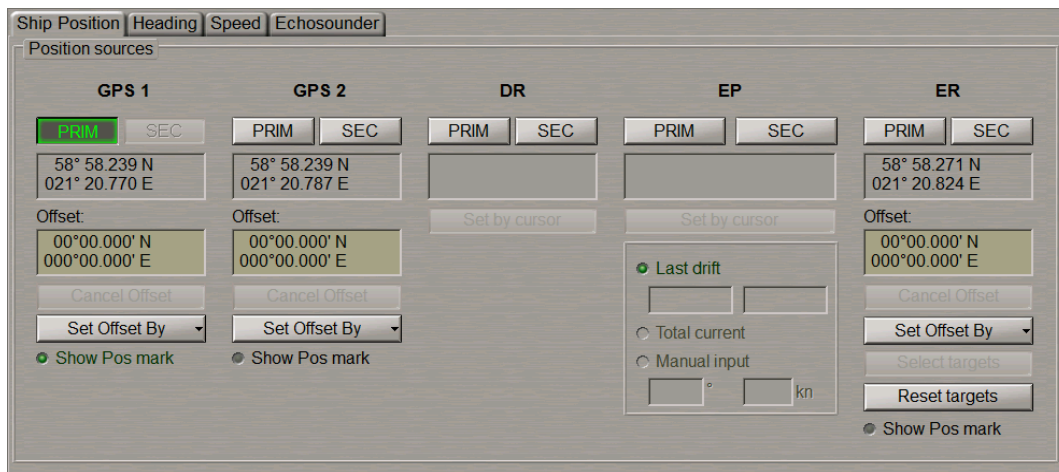 Ship Position Heading Speed Echosounder
Position sources
GPS 1 GPS 2 DR EP ER
PRIM SEC PRIM SEC PRIM SEC PRIM SEC PRIM SEC
58° 58.239 N 58° 58.239 N 58° 58.271 N
021° 20.770 E 021° 20.787 E 021° 20.824 E
Offset: Offset: Set by cursor Set by cursor Offset:
00°00.000' N 00°00.000' N 00°00.000' N
000°00.000' E 000°00.000' E Last drift 000°00.000' E
Cancel Offset Cancel Offset Cancel Offset
Set Offset By Set Offset By Total current Set Offset By
Show Pos mark Show Pos mark Manual input Select targets
° kn Reset targets
Show Pos mark